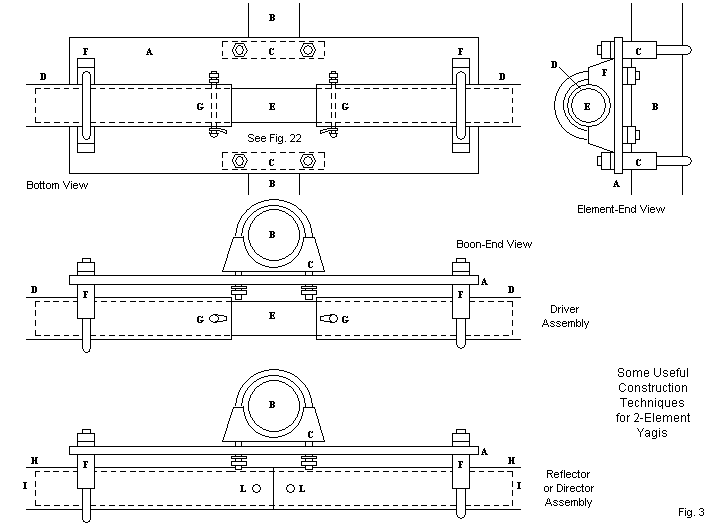 B
F
A
C
F
D
D
G
E
G
See Fig. 22
C
B
Bottom View
C
D
F
E
B
C
A
Element-End View
B
Boon-End View
C
A
D
F
F
D
G
E
G
Driver
Assembly
B
C
A
H
F
F
H
I
L
L
I
Reflector
or Director
Assembly
Some Useful
Construction
Techniques
for 2-Element
Yagis
Fig. 3